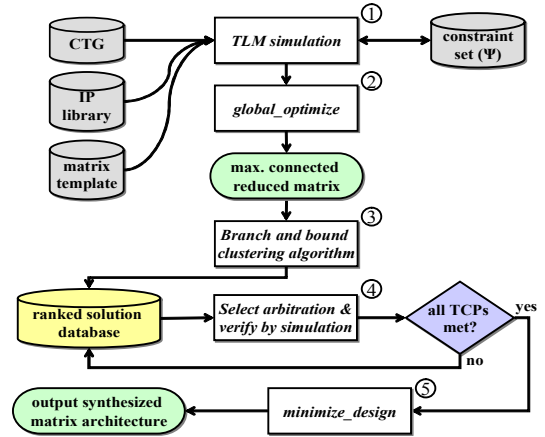 CTG
1
TLM simulation
constraint
set (Ψ)
IP
library
2
global_optimize
matrix
template
max. connected
reduced matrix
3
Branch and bound
clustering algorithm
ranked solution
database
4
Select arbitration &
verify by simulation
all TCPs
met?
yes
no
5
output synthesized
matrix architecture
minimize_design